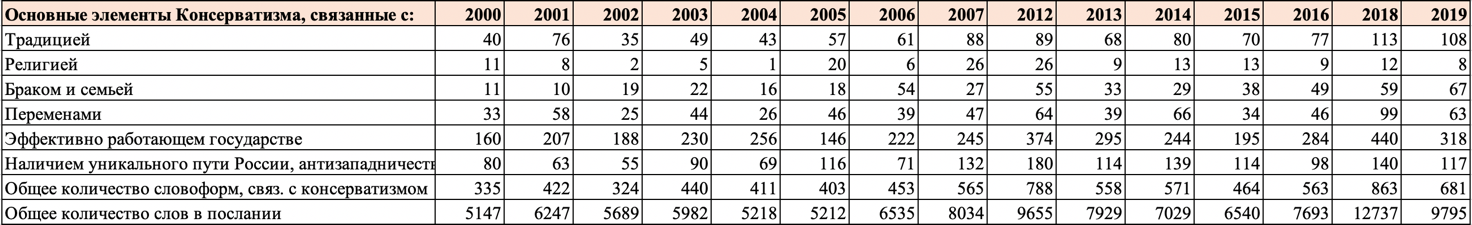 Основные элементы Консерватизма, связанные с: 2000 2001 2002 2003 2004 2005 2006 2007 2012 2013 2014 2015 2016 2018 2019
Традицией 40 76 35 49 43 57 61 88 89 68 80 70 77 113 108
Религией 11 8 2 5 1 20 6 26 26 9 13 13 9 12 8
Браком и семьей 11 10 19 22 16 18 54 27 55 33 29 38 49 59 67
Переменами 33 58 25 44 26 46 39 47 64 39 66 34 46 99 63
Эффективно работающем государстве 160 207 188 230 256 146 222 245 374 295 244 195 284 440 318
Наличием уникального пути России, антизападничеств 80 63 55 90 69 116 71 132 180 114 139 114 98 140 117
Общее количество словоформ, связ. с консерватизмом 335 422 324 440 411 403 453 565 788 558 571 464 563 863 681
Общее количество слов в послании 5147 6247 5689 5982 5218 5212 6535 8034 9655 7929 7029 6540 7693 12737 9795